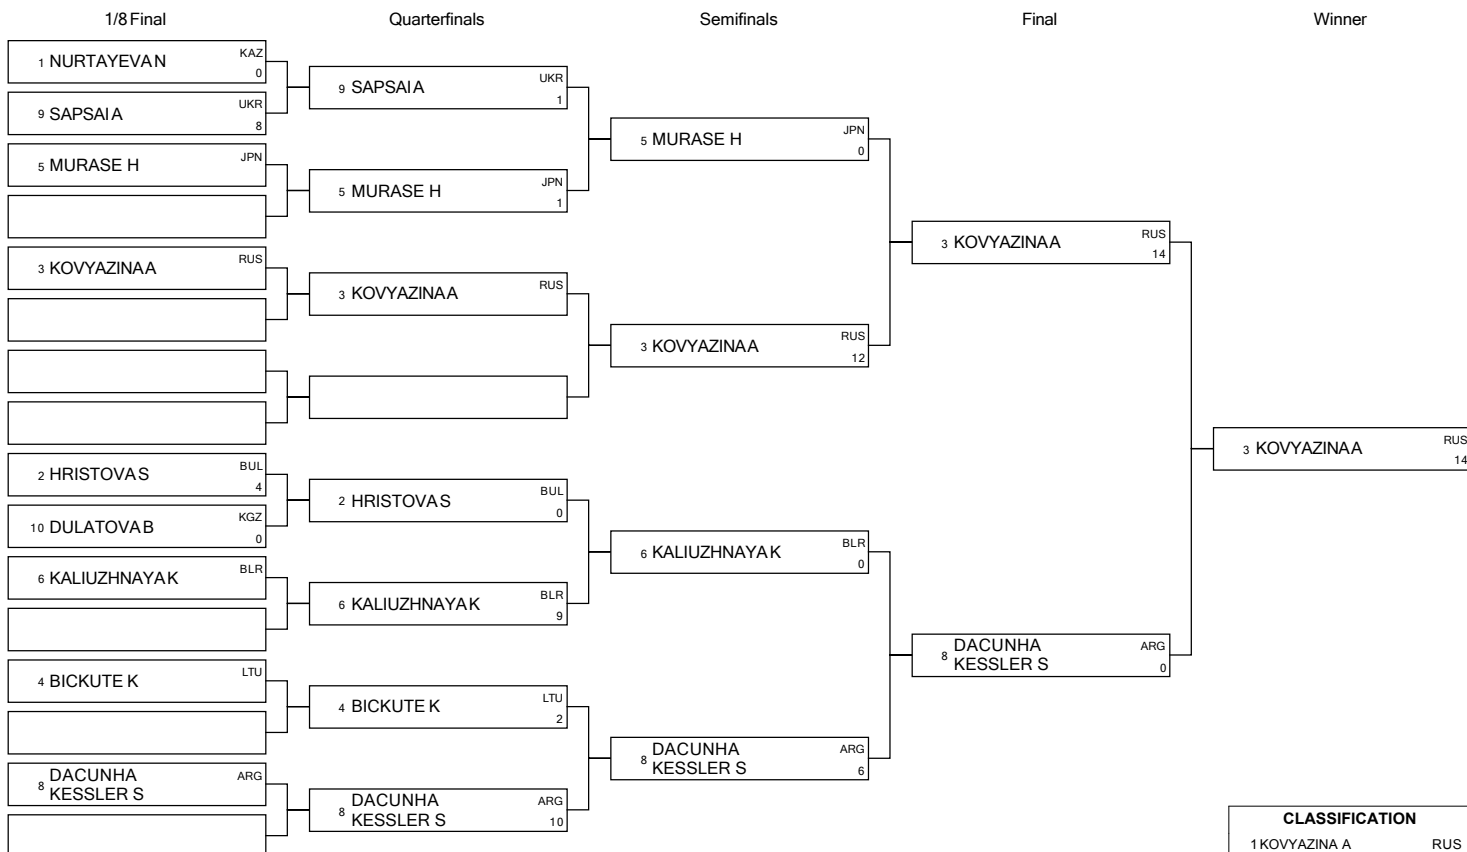 1/8 Final
Quarterfinals
Semifinals
Final
Winner
1 NURTAYEVA N KAZ
0
9 SAPSAI A UKR
8
5 MURASE H JPN
3 KOVYAZINA A RUS
2 HRISTOVA S BUL
4
10 DULATOVA B KGZ
0
6 KALIUZHNAYA K BLR
4 BICKUTE K LTU
8 DACUNHA
KESSLER S ARG
9 SAPSAI A UKR
1
5 MURASE H JPN
1
3 KOVYAZINA A RUS
2 HRISTOVA S BUL
0
6 KALIUZHNAYA K BLR
9
4 BICKUTE K LTU
2
8 DACUNHA
KESSLER S ARG
10
5 MURASE H JPN
0
3 KOVYAZINA A RUS
12
6 KALIUZHNAYA K BLR
0
8 DACUNHA
KESSLER S ARG
6
3 KOVYAZINA A RUS
14
8 DACUNHA
KESSLER S ARG
0
3 KOVYAZINA A RUS
14
CLASSIFICATION
1 KOVYAZINA A RUS